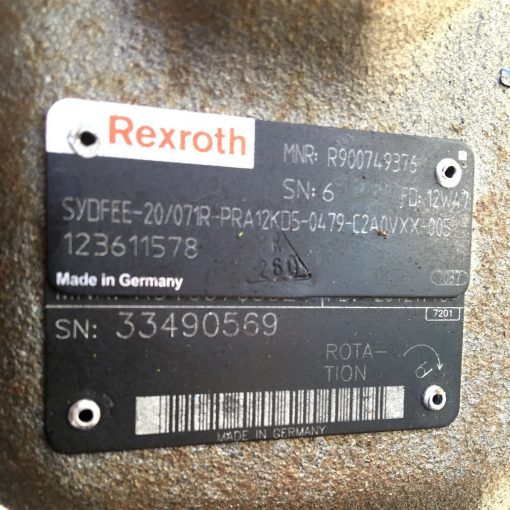 Rexroth
MNR: R900749376
SN: 6 FD: 12W47
SYDFEE-20/071R-PRA12KD5-0479-C2A0VXX-005
123611578
280
Made in Germany
7201
SN: 33490569
ROTA-
TION
MADE IN GERMANY